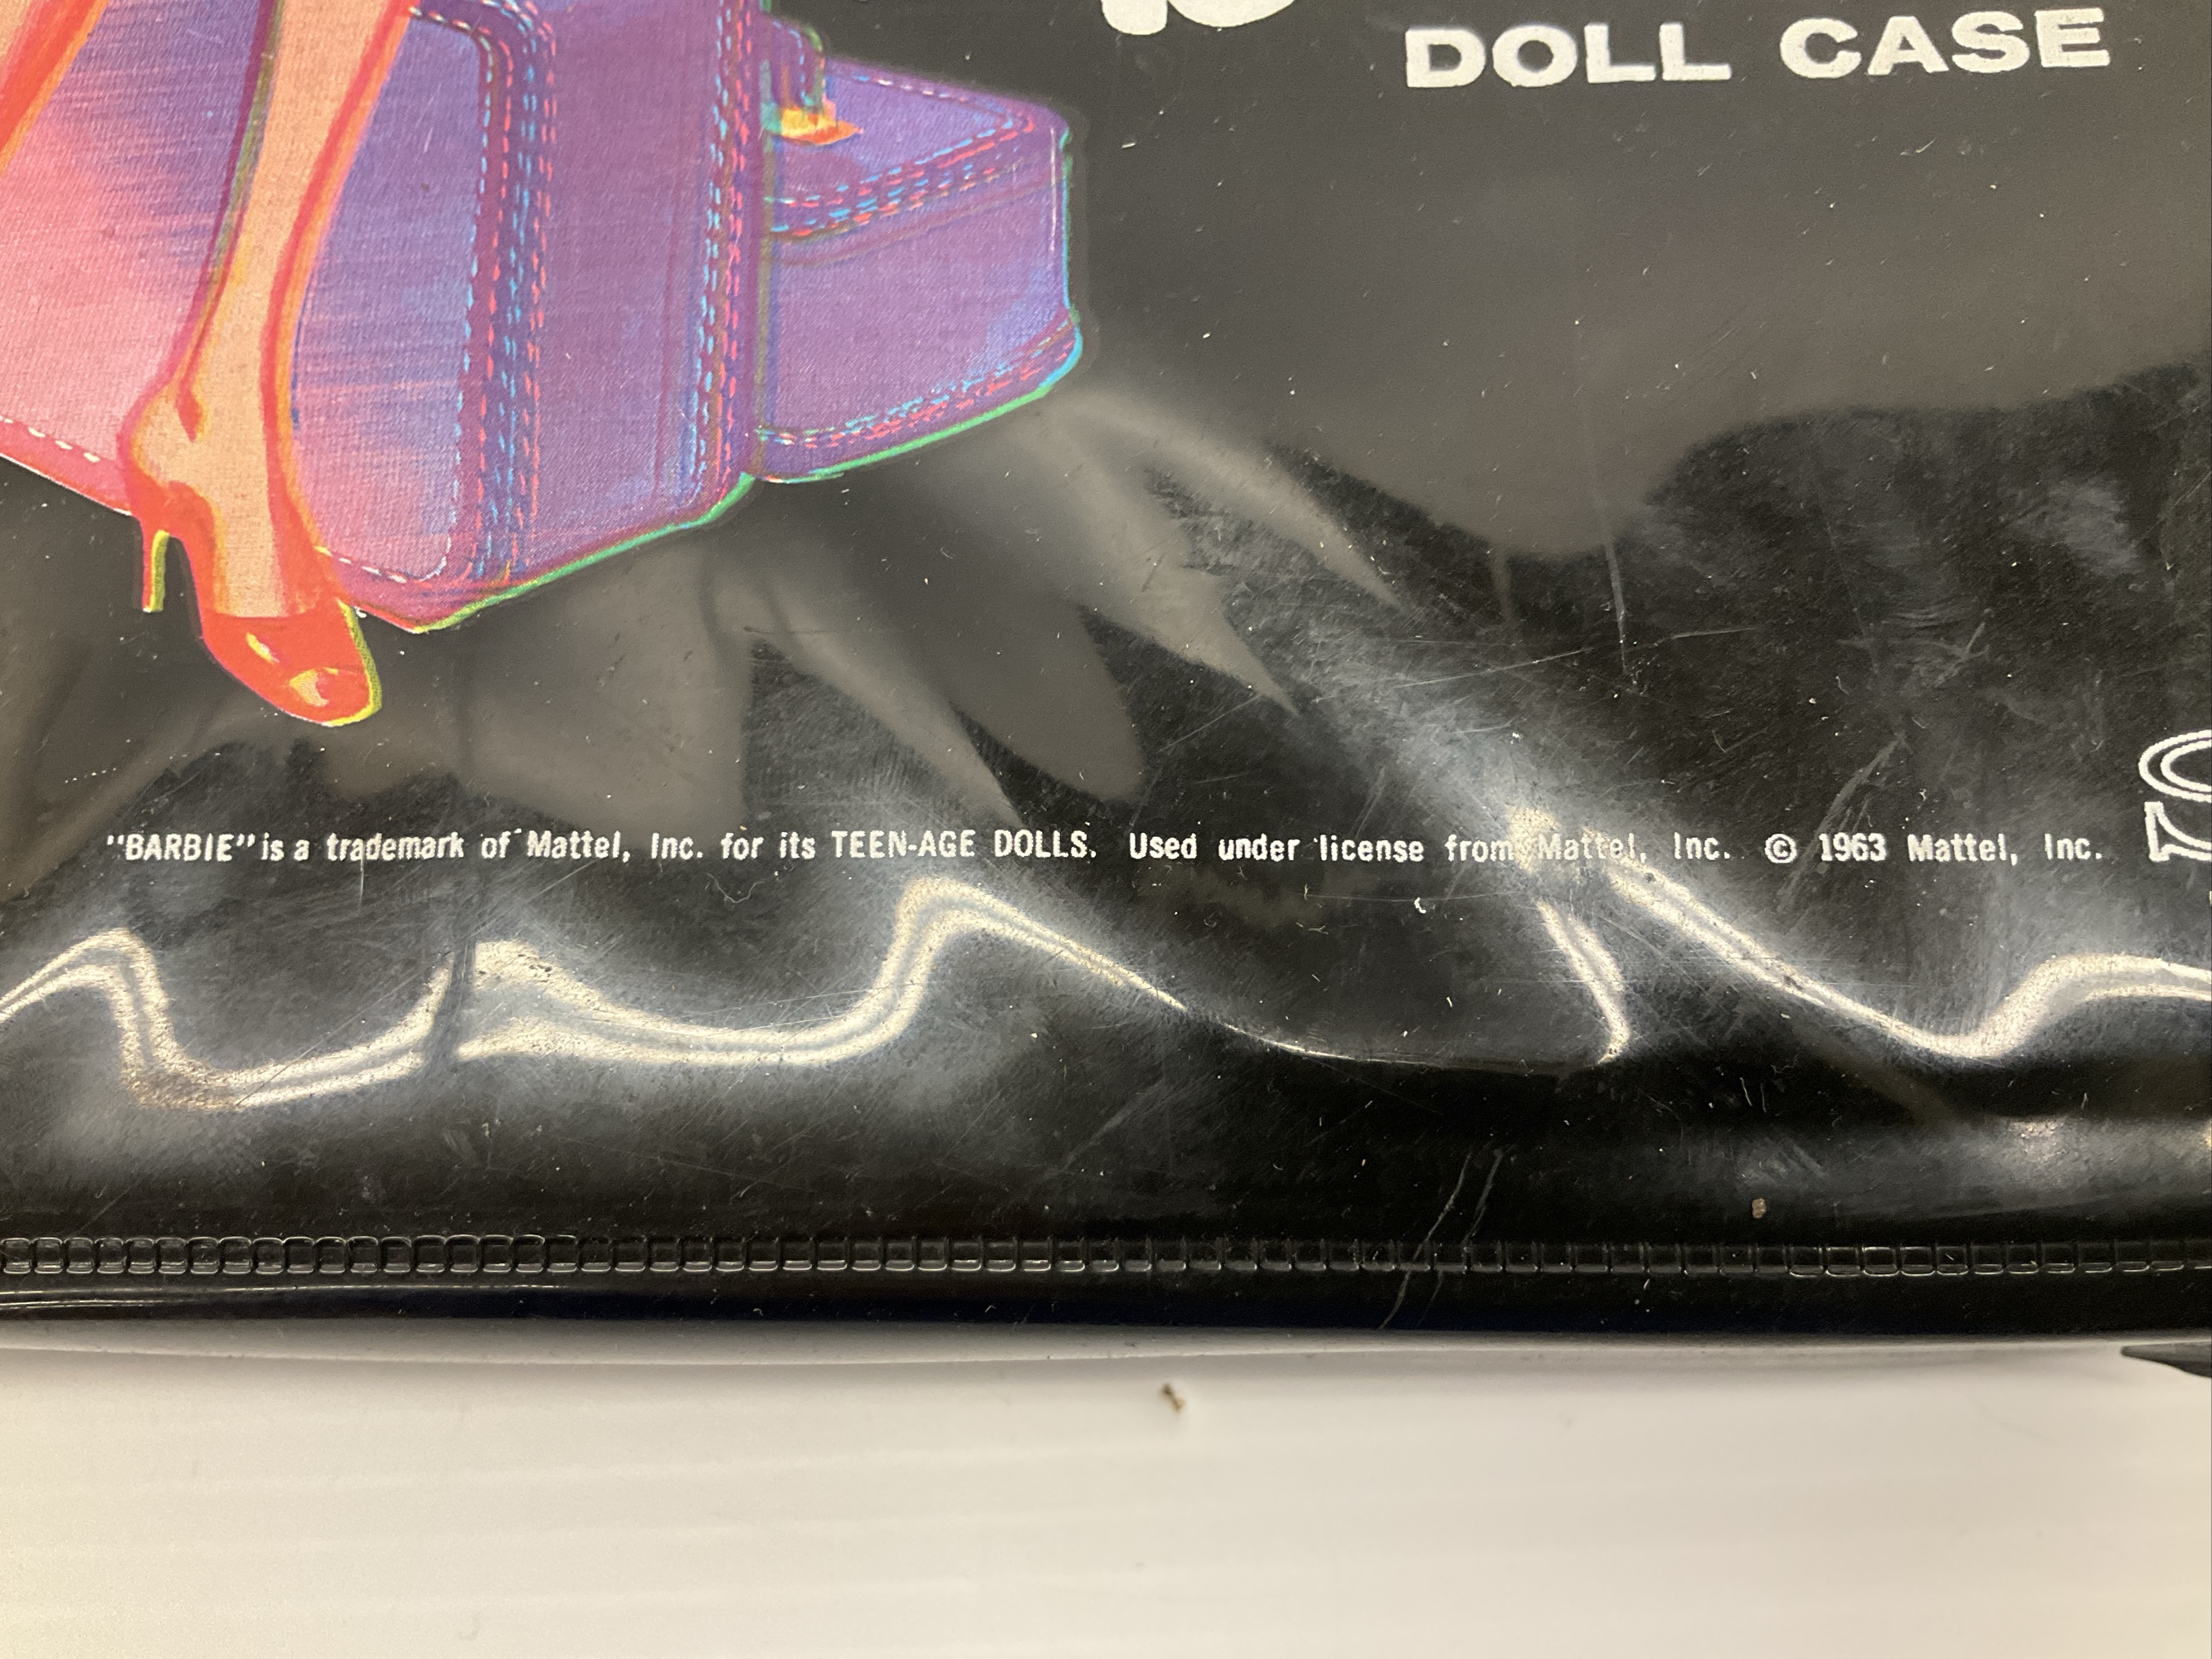 DOLL CASE
"BARBIE" is a trademark of Mattel, Inc. for its TEEN-AGE DOLLS. Used under license from Mattel, Inc. © 1963 Mattel, Inc.